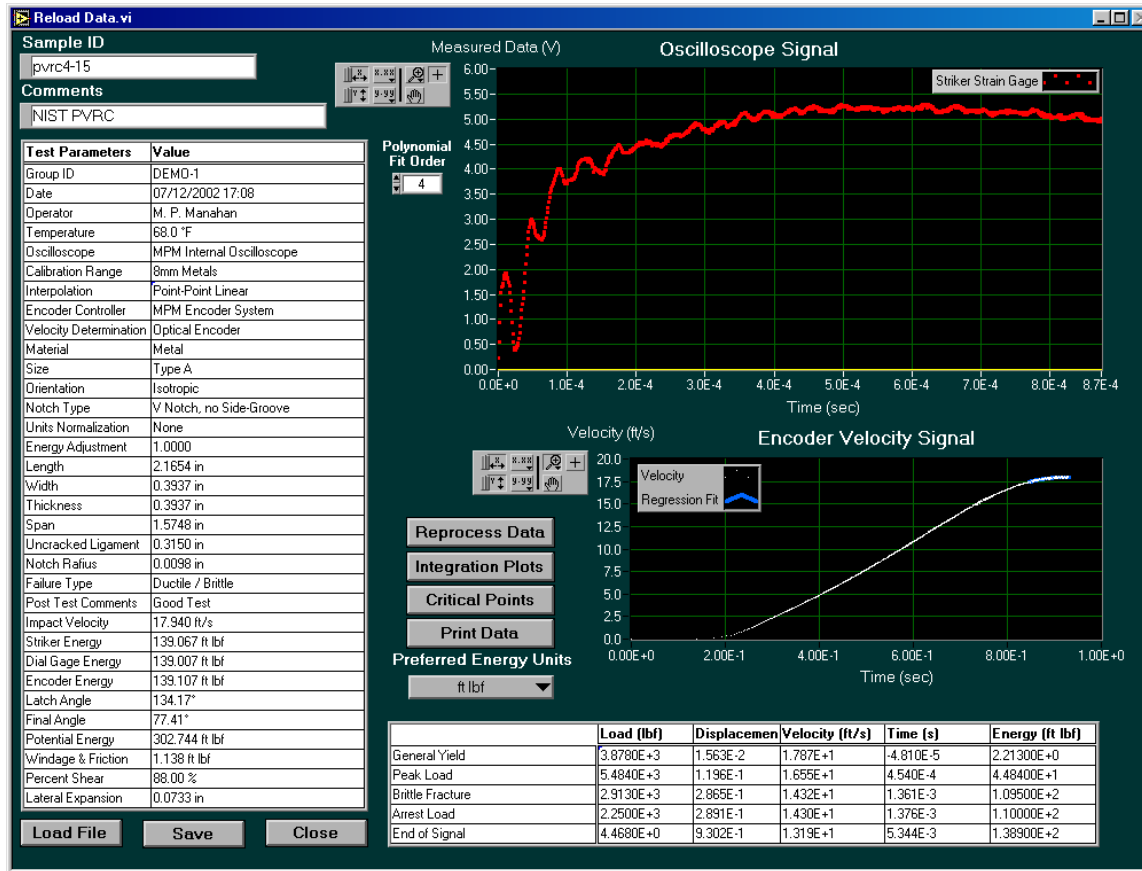 Reload Data.vi
Sample ID
pvrc4-15
Comments
NIST PVRC
Test Parameters Value
Group ID DEMO-1
Date 07/12/2002 17:08
Operator M. P. Manahan
Temperature 68.0 °F
Oscilloscope MPM Internal Oscilloscope
Calibration Range 8mm Metals
Interpolation Point-Point Linear
Encoder Controller MPM Encoder System
Velocity Determination Optical Encoder
Material Metal
Size Type A
Orientation Isotropic
Notch Type V Notch, no Side-Groove
Units Normalization None
Energy Adjustment 1.0000
Length 2.1654 in
Width 0.3937 in
Thickness 0.3937 in
Span 1.5748 in
Uncracked Ligament 0.3150 in
Notch Rafius 0.0098 in
Failure Type Ductile / Brittle
Post Test Comments Good Test
Impact Velocity 17.940 ft/s
Striker Energy 139.067 ft lbf
Dial Gage Energy 139.007 ft lbf
Encoder Energy 139.107 ft lbf
Latch Angle 134.17°
Final Angle 77.41°
Potential Energy 302.744 ft lbf
Windage & Friction 1.138 ft lbf
Percent Shear 88.00 %
Lateral Expansion 0.0733 in
Load File Save Close
Measured Data (V) Oscilloscope Signal
X X.XX
Y Y.YY
Polynomial
Fit Order
4
Striker Strain Gage
6.00
5.50
5.00
4.50
4.00
3.50
3.00
2.50
2.00
1.50
1.00
0.50
0.00
0.0E+0 1.0E-4 2.0E-4 3.0E-4 4.0E-4 5.0E-4 6.0E-4 7.0E-4 8.0E-4 8.7E-4
Time (sec)
Velocity (ft/s) Encoder Velocity Signal
X X.XX
Y Y.YY
Velocity
Regression Fit
20.0
17.5
15.0
12.5
10.0
7.5
5.0
2.5
0.0
0.00E+0 2.00E-1 4.00E-1 6.00E-1 8.00E-1 1.00E+0
Time (sec)
Reprocess Data
Integration Plots
Critical Points
Print Data
Preferred Energy Units
ft lbf
Load (lbf) Displacemen Velocity (ft/s) Time (s) Energy (ft lbf)
General Yield 3.8780E+3 1.563E-2 1.787E+1 -4.810E-5 2.21300E+0
Peak Load 5.4840E+3 1.196E-1 1.655E+1 4.540E-4 4.48400E+1
Brittle Fracture 2.9130E+3 2.865E-1 1.432E+1 1.361E-3 1.09500E+2
Arrest Load 2.2500E+3 2.891E-1 1.430E+1 1.376E-3 1.10000E+2
End of Signal 4.4680E+0 9.302E-1 1.319E+1 5.344E-3 1.38900E+2